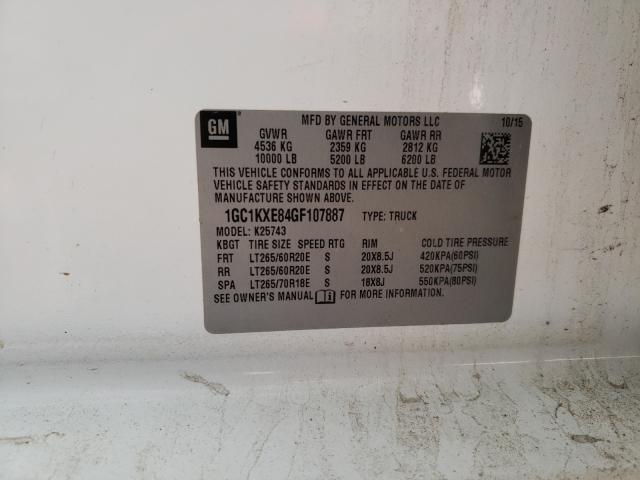 GM ® MFD BY GENERAL MOTORS LLC 10/15
GVWR GAWR FRT GAWR RR
4536 KG 2359 KG 2812 KG
10000 LB 5200 LB 6200 LB
THIS VEHICLE CONFORMS TO ALL APPLICABLE U.S. FEDERAL MOTOR
VEHICLE SAFETY STANDARDS IN EFFECT ON THE DATE OF
MANUFACTURE SHOWN ABOVE.
1GC1KXE84GF107887 TYPE: TRUCK
MODEL: K25743
KBGT TIRE SIZE SPEED RTG RIM COLD TIRE PRESSURE
FRT LT265/60R20E S 20X8.5J 420KPA(60PSI)
RR LT265/60R20E S 20X8.5J 520KPA(75PSI)
SPA LT265/70R18E S 18X8J 550KPA(80PSI)
SEE OWNER'S MANUAL FOR MORE INFORMATION.